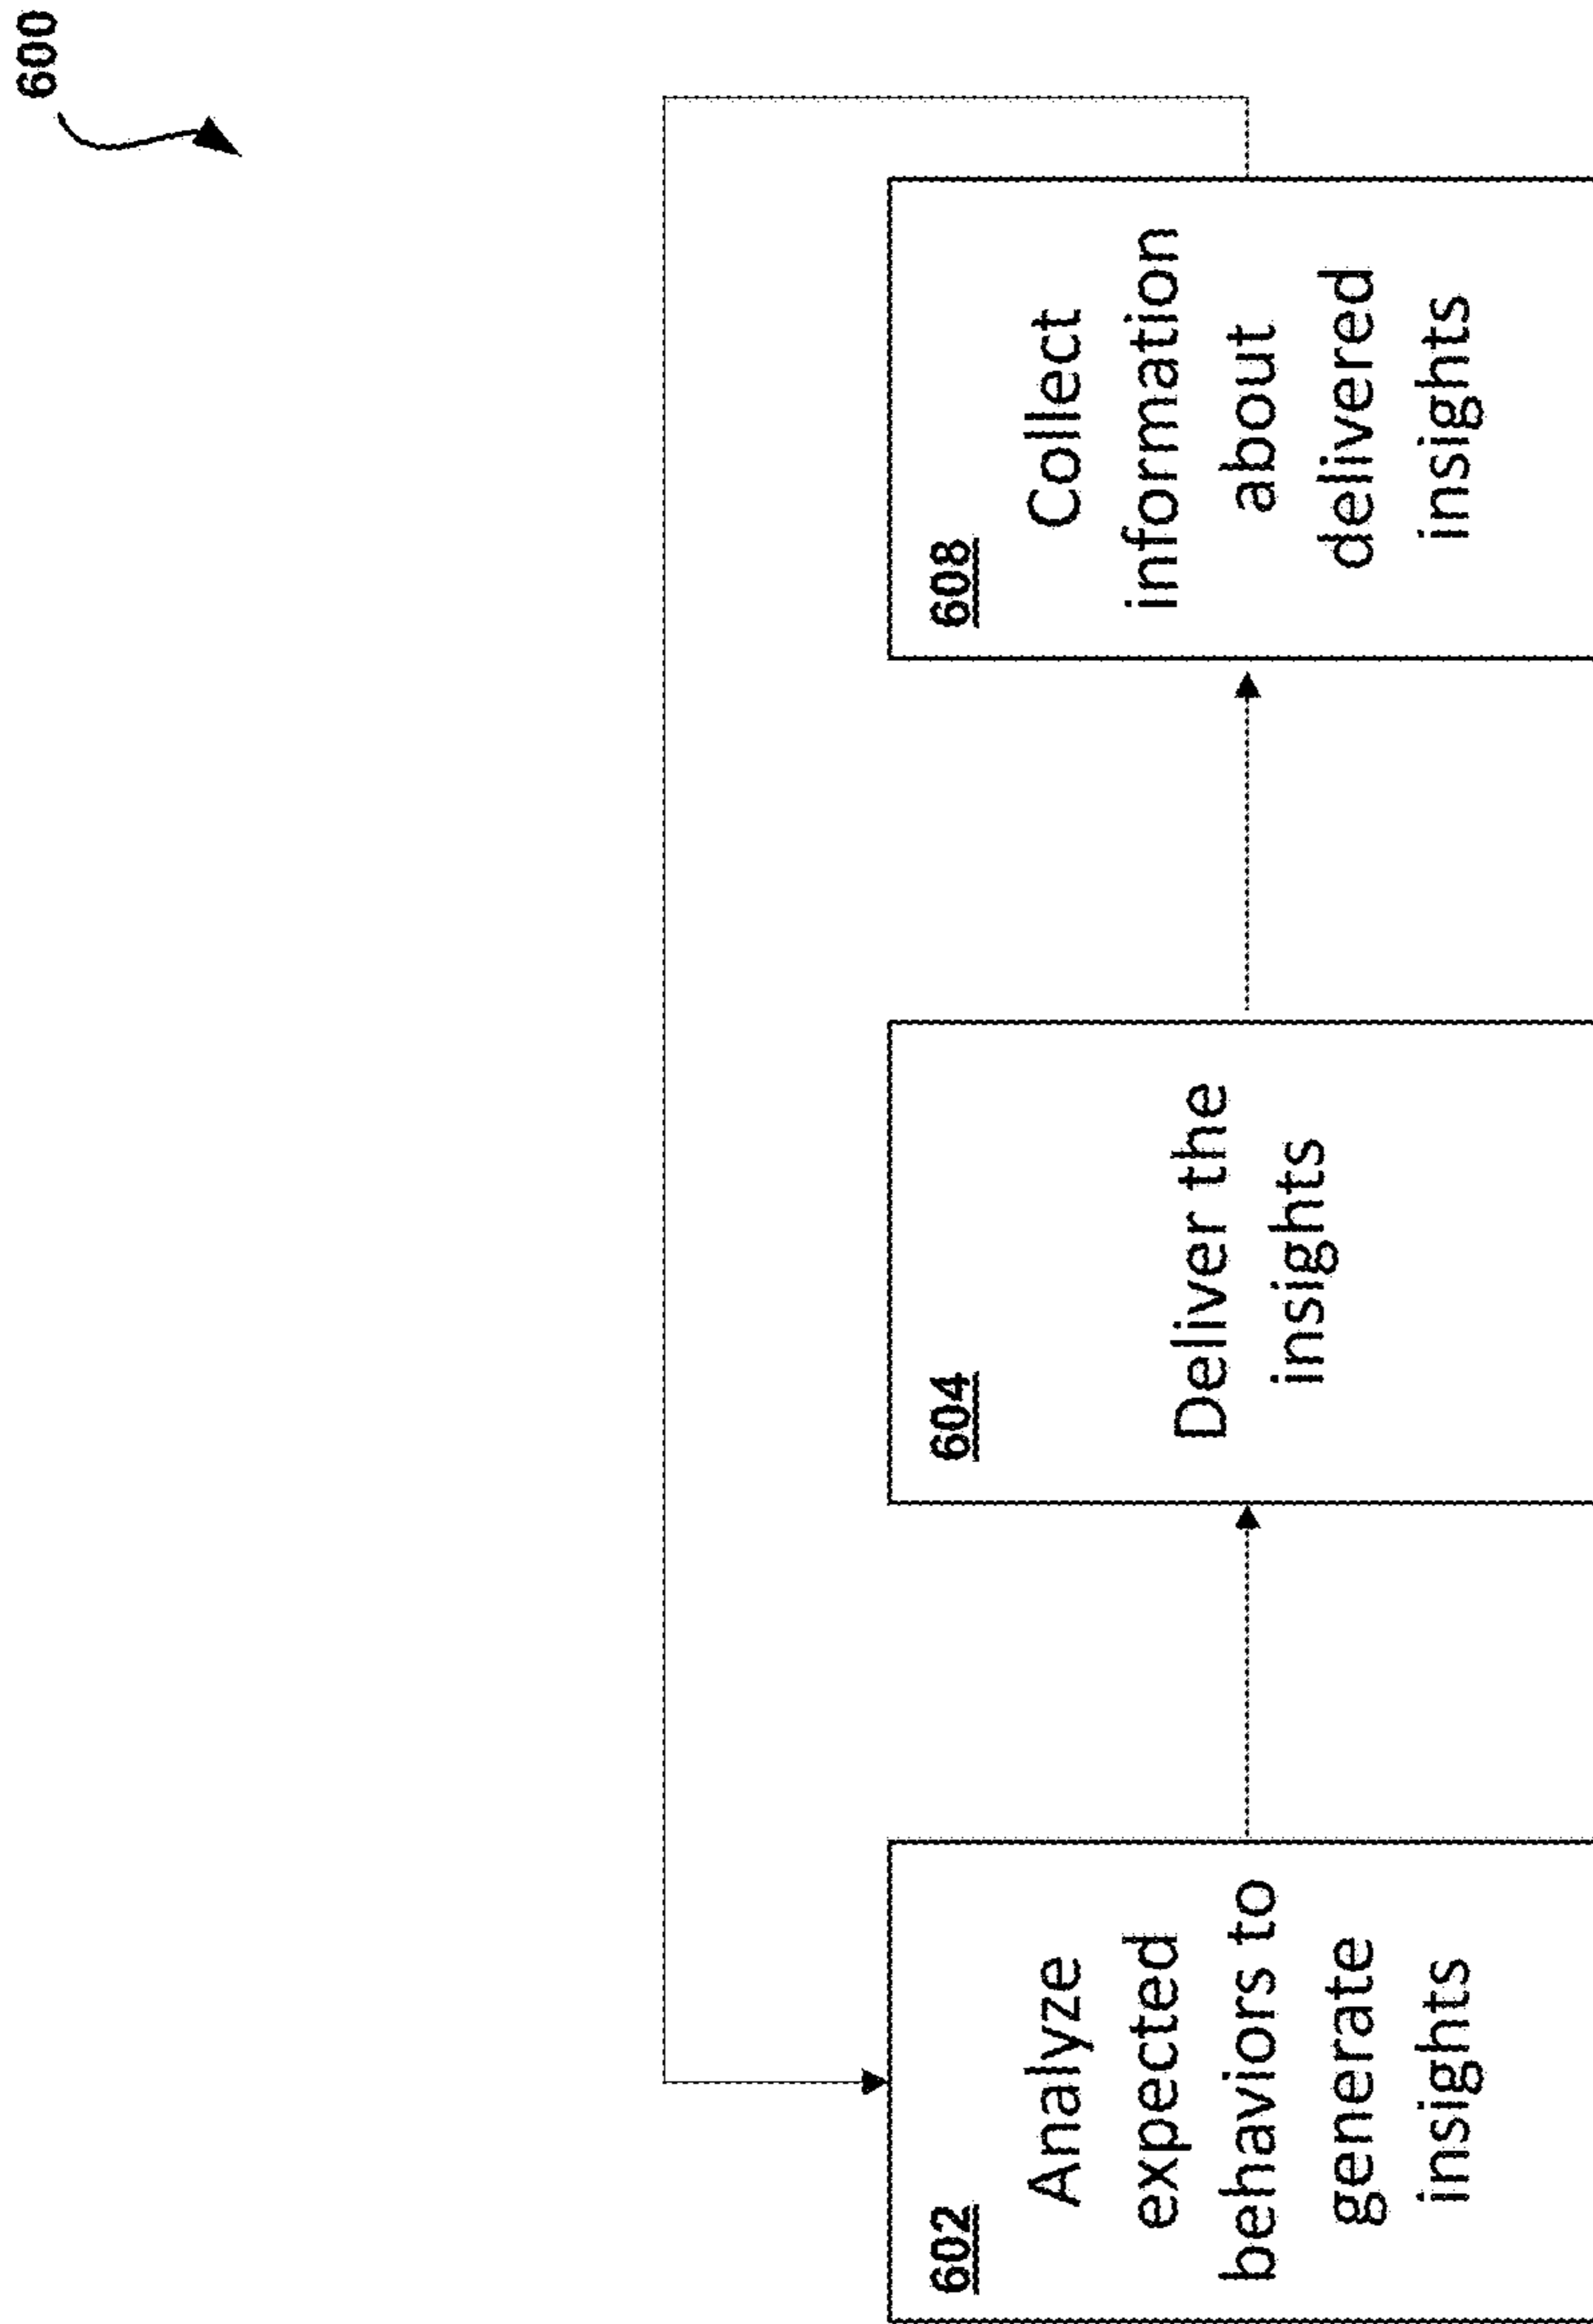 600
602
Analyze
expected
behaviors to
generate
insights
604
Deliver the
insights
608
Collect
information
about
delivered
insights